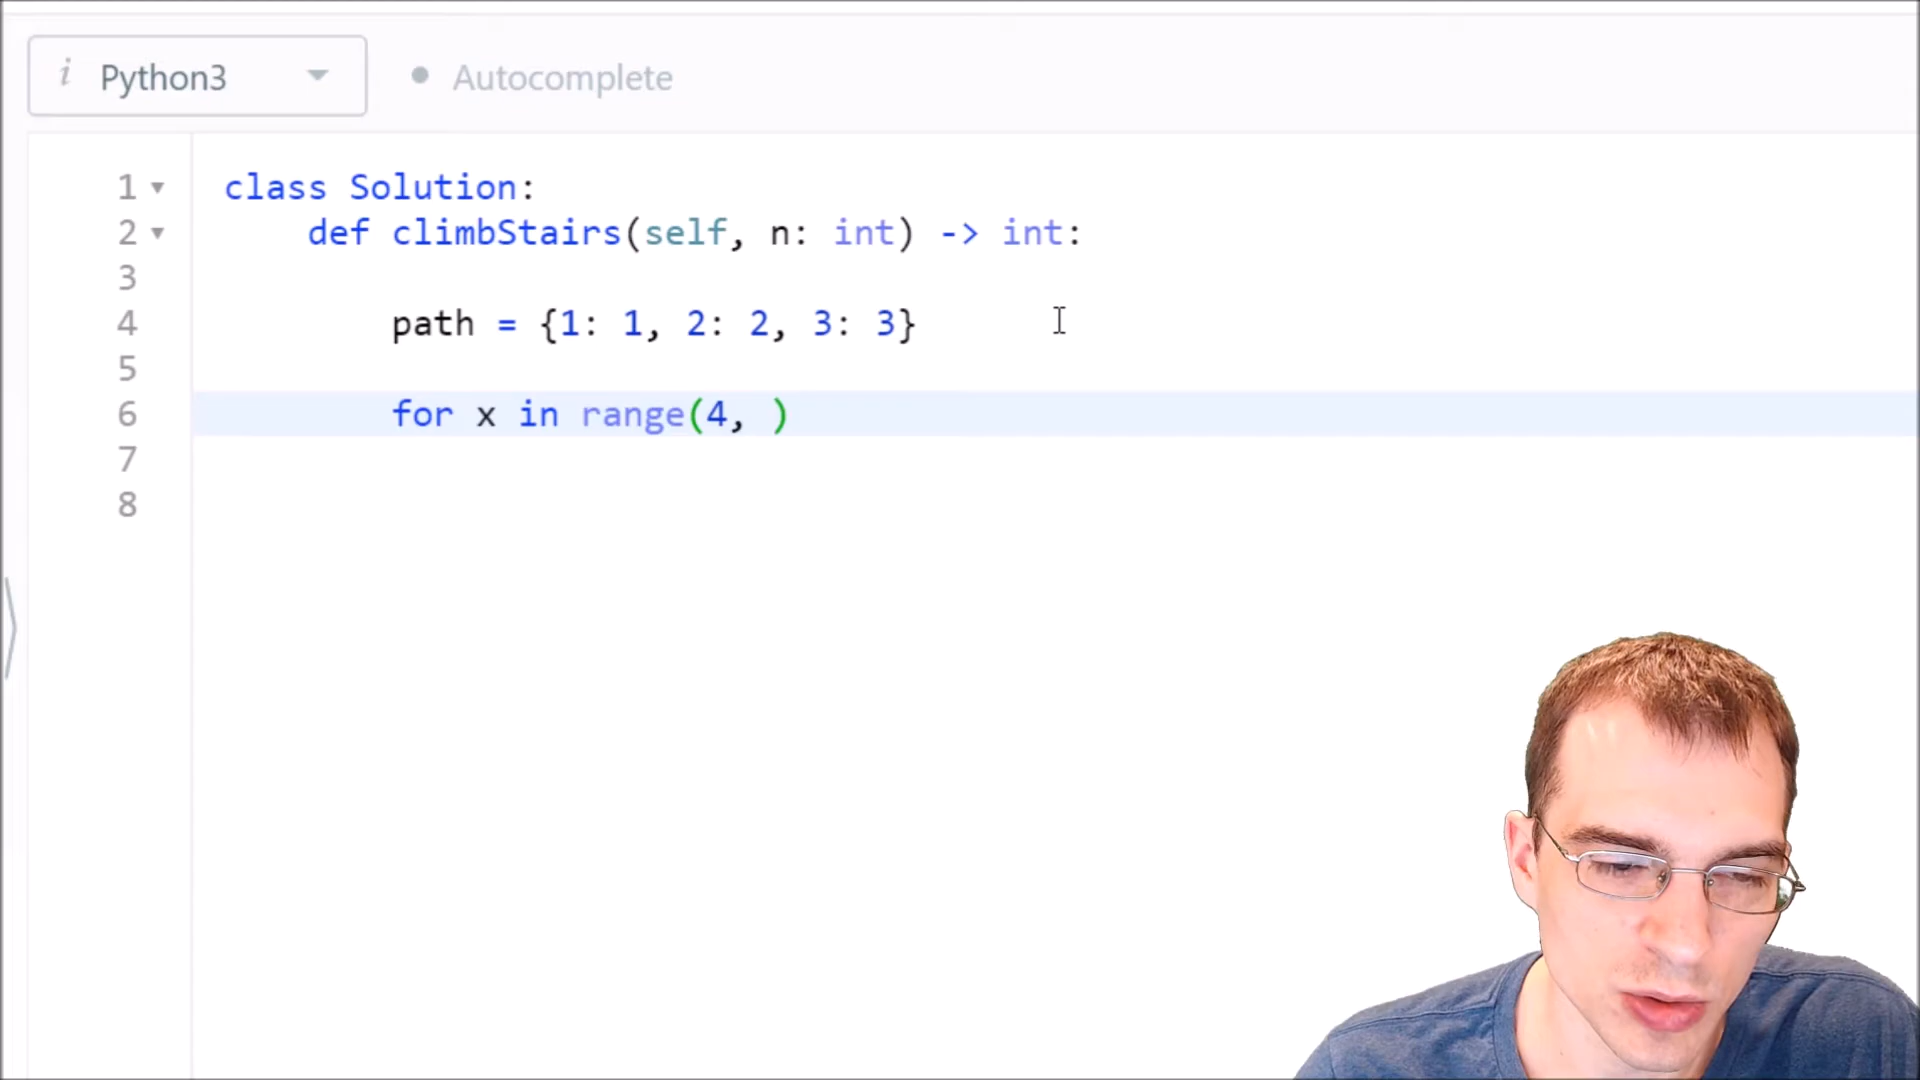 i Python3 Autocomplete
1 class Solution:
2 def climbStairs(self, n: int) -> int:
3
4 path = {1: 1, 2: 2, 3: 3}
5
6 for x in range(4, )
7
8